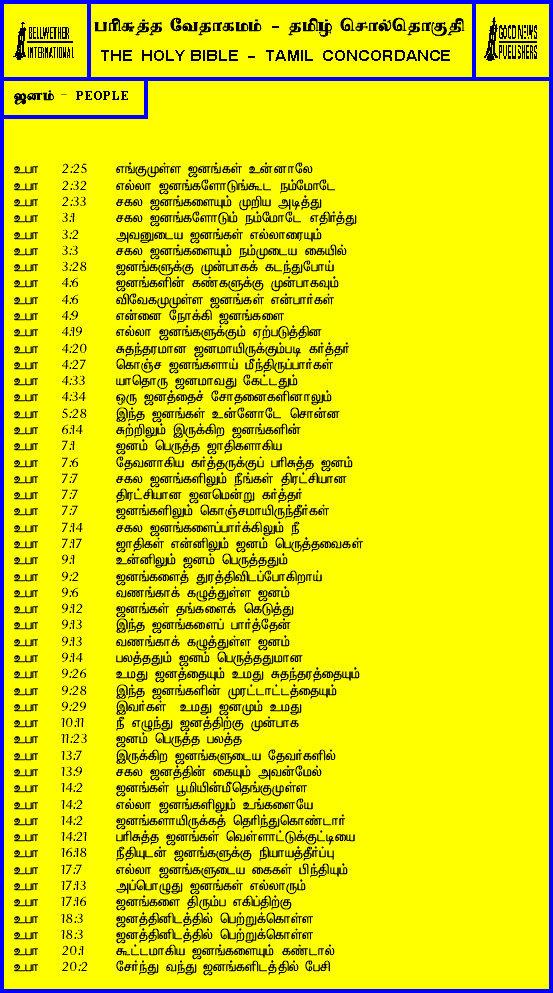 BELLWETHER
INTERNATIONAL
பரிசுத்த வேதாகமம் - தமிழ் சொல்தொகுதி
THE HOLY BIBLE - TAMIL CONCORDANCE
GOOD NEWS
PUBLISHERS
ஜனம் - PEOPLE
உபா 2:25 எங்குமுள்ள ஜனங்கள் உன்னாலே
உபா 2:32 எல்லா ஜனங்களோடுங்கூட நம்மோடே
உபா 2:33 சகல ஜனங்களையும் முறிய அடித்து
உபா 3:1 சகல ஜனங்களோடும் நம்மோடே எதிர்த்து
உபா 3:2 அவனுடைய ஜனங்கள் எல்லாரையும்
உபா 3:3 சகல ஜனங்களையும் நம்முடைய கையில்
உபா 3:28 ஜனங்களுக்கு முன்பாகக் கடந்துபோய்
உபா 4:6 ஜனங்களின் கண்களுக்கு முன்பாகவும்
உபா 4:6 விவேகமுமுள்ள ஜனங்கள் என்பார்கள்
உபா 4:9 என்னை நோக்கி ஜனங்களை
உபா 4:19 எல்லா ஜனங்களுக்கும் ஏற்படுத்தின
உபா 4:20 சுதந்தரமான ஜனமாயிருக்கும்படி கர்த்தர்
உபா 4:27 கொஞ்ச ஜனங்களாய் மீந்திருப்பார்கள்
உபா 4:33 யாதொரு ஜனமாவது கேட்டதும்
உபா 4:34 ஒரு ஜனத்தைச் சோதனைகளினாலும்
உபா 5:28 இந்த ஜனங்கள் உன்னோடே சொன்ன
உபா 6:14 சுற்றிலும் இருக்கிற ஜனங்களின்
உபா 7:1 ஜனம் பெருத்த ஜாதிகளாகிய
உபா 7:6 தேவனாகிய கர்த்தருக்குப் பரிசுத்த ஜனம்
உபா 7:7 சகல ஜனங்களிலும் நீங்கள் திரட்சியான
உபா 7:7 திரட்சியான ஜனமென்று கர்த்தர்
உபா 7:7 ஜனங்களிலும் கொஞ்சமாயிருந்தீர்கள்
உபா 7:14 சகல ஜனங்களைப்பார்க்கிலும் நீ
உபா 7:17 ஜாதிகள் என்னிலும் ஜனம் பெருத்தவைகள்
உபா 9:1 உன்னிலும் ஜனம் பெருத்ததும்
உபா 9:2 ஜனங்களைத் துரத்திவிடப்போகிறாய்
உபா 9:6 வணங்காக் கழுத்துள்ள ஜனம்
உபா 9:12 ஜனங்கள் தங்களைக் கெடுத்து
உபா 9:13 இந்த ஜனங்களைப் பார்த்தேன்
உபா 9:13 வணங்காக் கழுத்துள்ள ஜனம்
உபா 9:14 பலத்ததும் ஜனம் பெருத்ததுமான
உபா 9:26 உமது ஜனத்தையும் உமது சுதந்தரத்தையும்
உபா 9:28 இந்த ஜனங்களின் முரட்டாட்டத்தையும்
உபா 9:29 இவர்கள் உமது ஜனமும் உமது
உபா 10:11 நீ எழுந்து ஜனத்திற்கு முன்பாக
உபா 11:23 ஜனம் பெருத்த பலத்த
உபா 13:7 இருக்கிற ஜனங்களுடைய தேவர்களில்
உபா 13:9 சகல ஜனத்தின் கையும் அவன்மேல்
உபா 14:2 ஜனங்கள் பூமியின்மீதெங்குமுள்ள
உபா 14:2 எல்லா ஜனங்களிலும் உங்களையே
உபா 14:2 ஜனங்களாயிருக்கத் தெரிந்துகொண்டார்
உபா 14:21 பரிசுத்த ஜனங்கள் வெள்ளாட்டுக்குட்டியை
உபா 16:18 நீதியுடன் ஜனங்களுக்கு நியாயத்தீர்ப்பு
உபா 17:7 எல்லா ஜனங்களுடைய கைகள் பிந்தியும்
உபா 17:13 அப்பொழுது ஜனங்கள் எல்லாரும்
உபா 17:16 ஜனங்களை திரும்ப எகிப்திற்கு
உபா 18:3 ஜனத்தினிடத்தில் பெற்றுக்கொள்ள
உபா 18:3 ஜனத்தினிடத்தில் பெற்றுக்கொள்ள
உபா 20:1 கூட்டமாகிய ஜனங்களையும் கண்டால்
உபா 20:2 சேர்ந்து வந்து ஜனங்களிடத்தில் பேசி